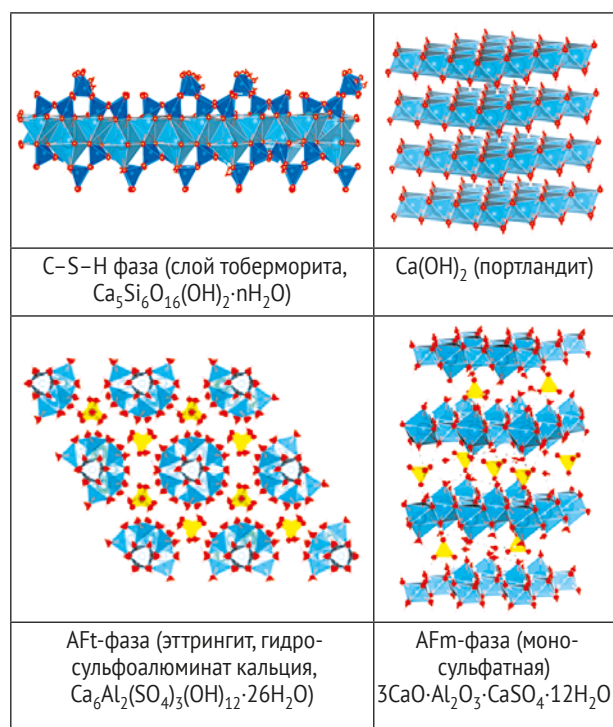 C–S–H фаза (слой тоберморита,
Ca₅Si₆O₁₆(OH)₂·nH₂O)
Ca(OH)₂ (портландит)
AFt-фаза (эттрингит, гидро-
сульфоалюминат кальция,
Ca₆Al₂(SO₄)₃(OH)₁₂·26H₂O)
AFm-фаза (моно-
сульфатная)
3CaO·Al₂O₃·CaSO₄·12H₂O